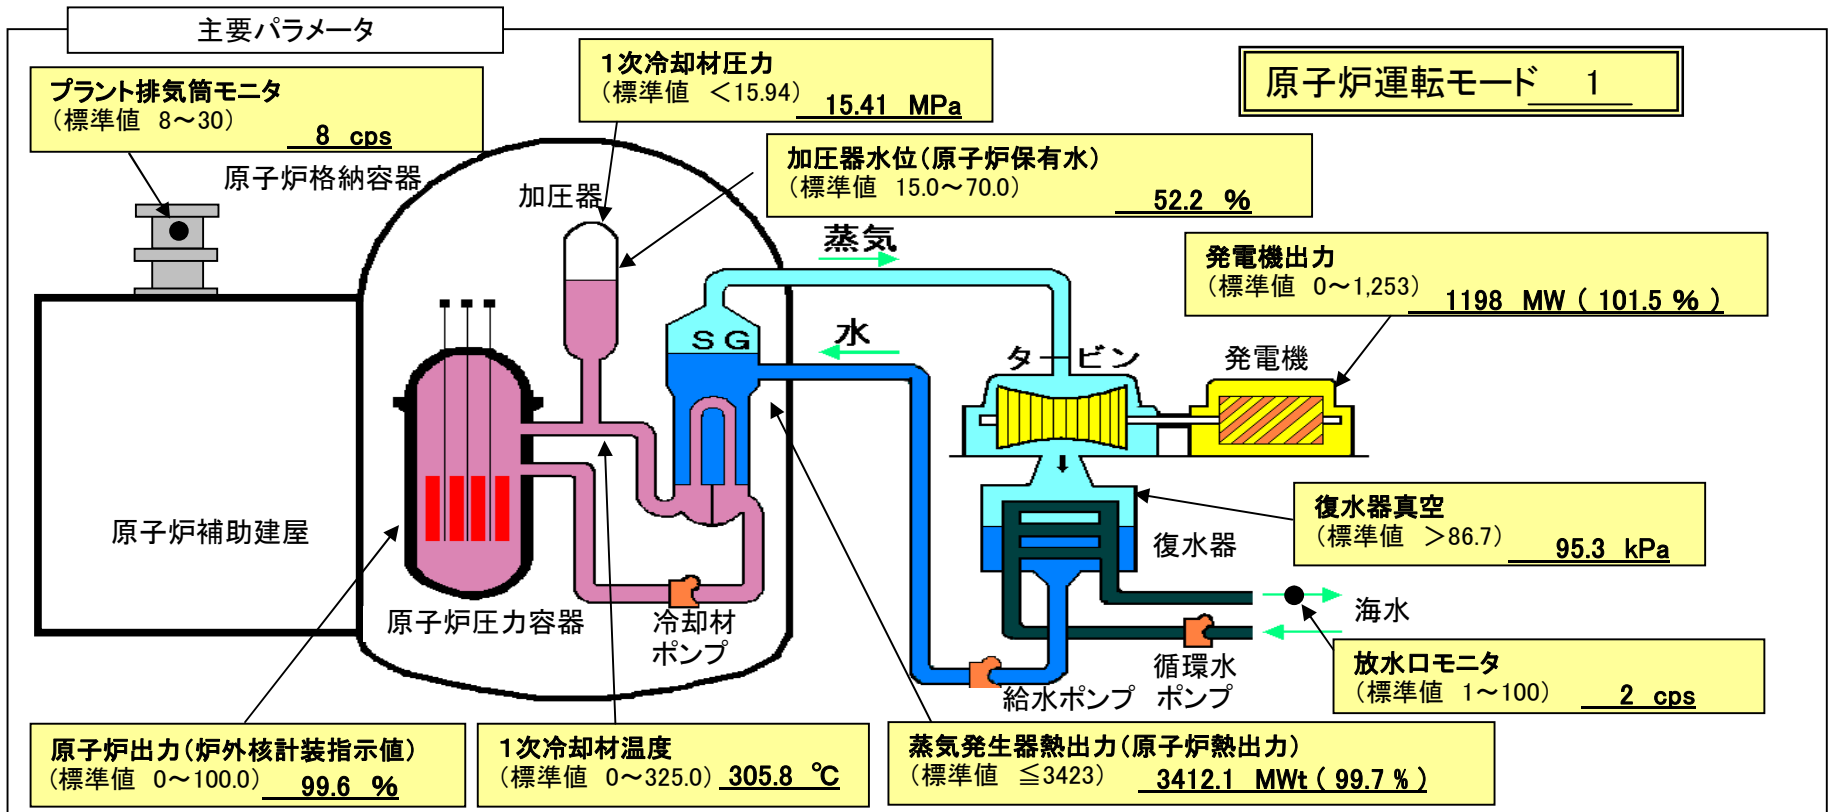 主要パラメータ
プラント排気筒モニタ
(標準値 8～30) 8 cps
1次冷却材圧力
(標準値 ＜15.94) 15.41 MPa
原子炉運転モード 1
加圧器水位(原子炉保有水)
(標準値 15.0～70.0) 52.2 %
原子炉格納容器
加圧器
蒸気
発電機出力
(標準値 0～1,253) 1198 MW ( 101.5 % )
SG
水
タービン
発電機
復水器真空
(標準値 ＞86.7) 95.3 kPa
原子炉補助建屋
復水器
海水
原子炉圧力容器
冷却材
ポンプ
給水ポンプ
循環水
ポンプ
放水口モニタ
(標準値 1～100) 2 cps
原子炉出力(炉外核計装指示値)
(標準値 0～100.0) 99.6 %
1次冷却材温度
(標準値 0～325.0) 305.8 ℃
蒸気発生器熱出力(原子炉熱出力)
(標準値 ≦3423) 3412.1 MWt ( 99.7 % )